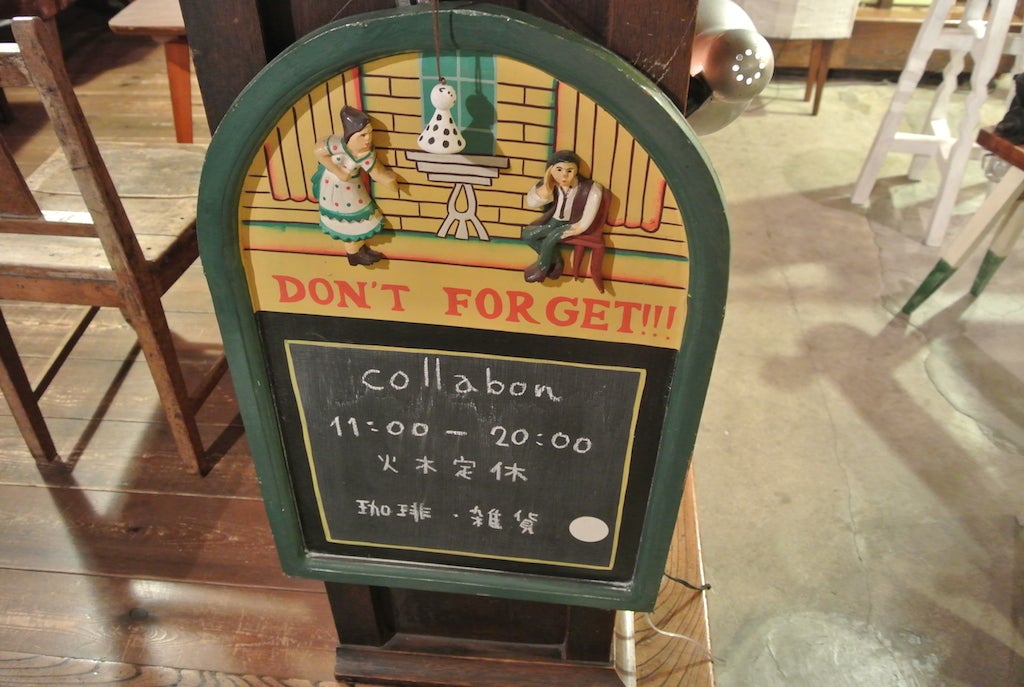 DON'T FORGET!!!
collabon
11:00 - 20:00
火木定休
珈琲・雑貨